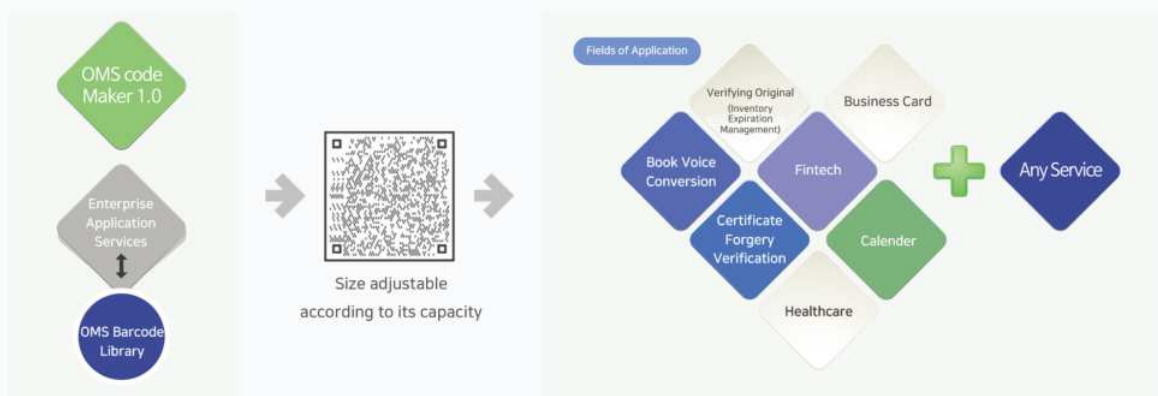 OMS code
Maker 1.0
Enterprise
Application
Services
OMS Barcode
Library
Size adjustable
according to its capacity
Fields of Application
Verifying Original
(Inventory
Expiration
Management)
Business Card
Book Voice
Conversion
Fintech
Certificate
Forgery
Verification
Calender
Healthcare
Any Service